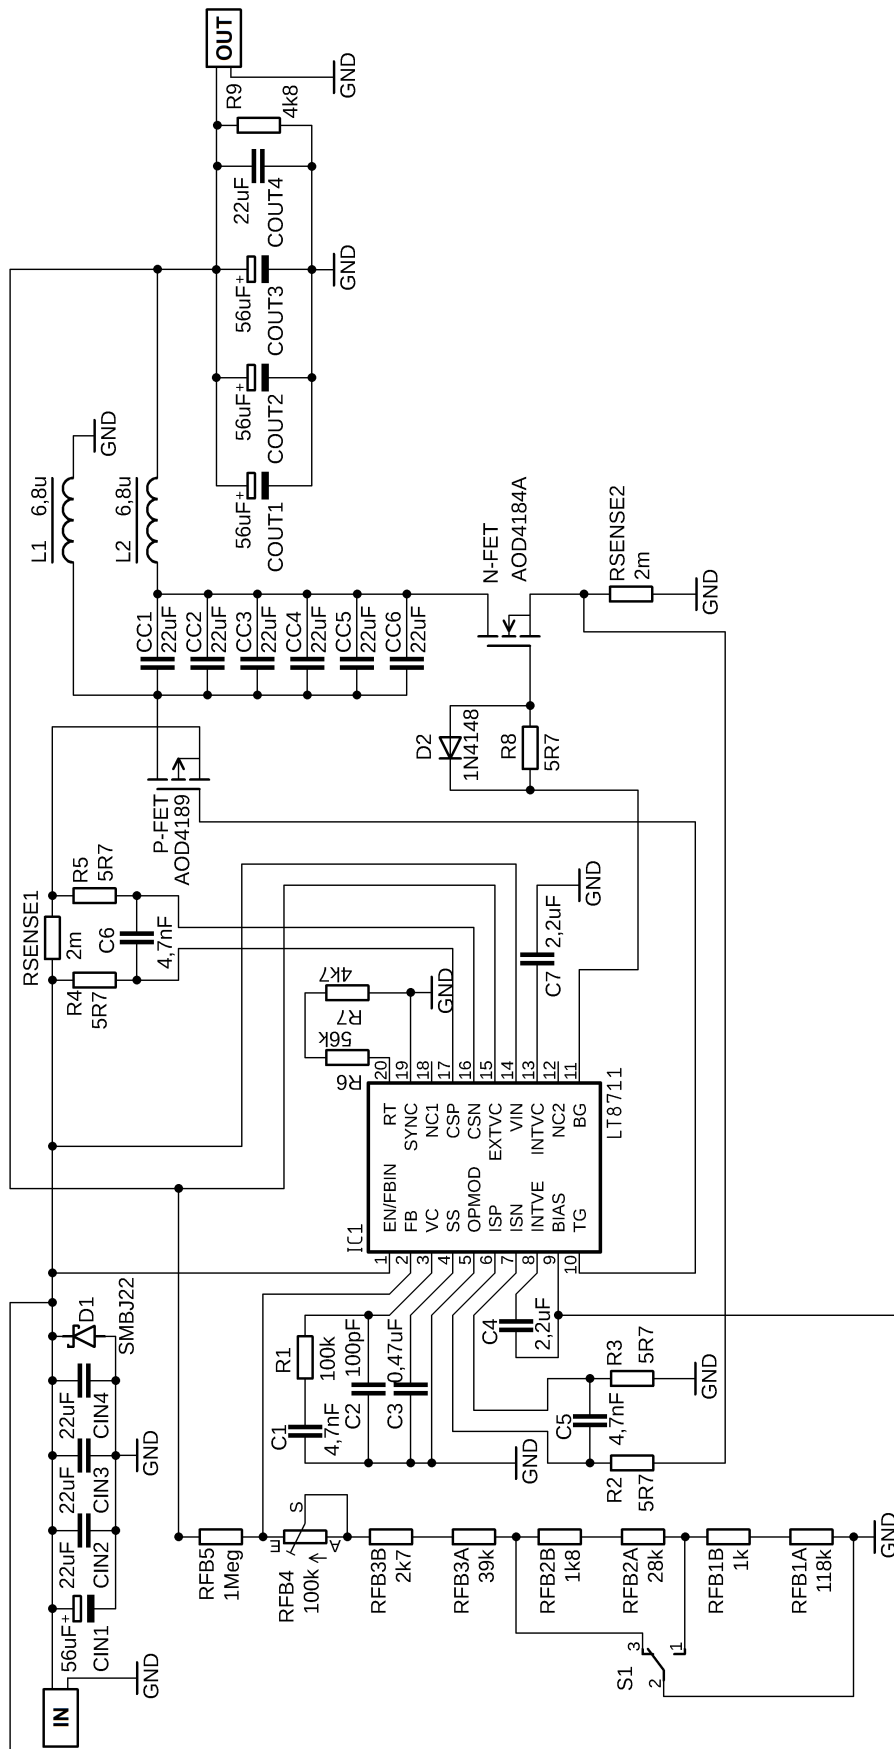 OUT
GND
R9
4k8
22uF
COUT4
GND
56uF
+
COUT3
56uF
+
COUT2
56uF
+
COUT1
GND
L1
6,8u
L2
6,8u
CC1
22uF
CC2
22uF
CC3
22uF
CC4
22uF
CC5
22uF
CC6
22uF
N-FET
AOD4184A
RSENSE2
2m
GND
D2
1N4148
R8
5R7
P-FET
AOD4189
R5
5R7
RSENSE1
2m
C6
4,7nF
R4
5R7
4k7
R7
56k
R6
GND
GND
2,2uF
C7
20
19
18
17
16
15
14
13
12
11
RT
SYNC
NC1
CSP
CSN
EXTVC
VIN
INTVC
NC2
BG
LT8711
EN/FBIN
FB
VC
SS
OPMOD
ISP
ISN
INTVE
BIAS
TG
IC1
1
2
3
4
5
6
7
8
9
10
D1
SMBJ22
22uF
CIN4
22uF
CIN3
22uF
CIN2
56uF
+
CIN1
GND
GND
IN
R1
100k
C1
4,7nF
100pF
C2
0,47uF
C3
C4
2,2uF
GND
C5
4,7nF
R3
5R7
R2
5R7
GND
RFB5
1Meg
RFB4
100k
E
S
A
RFB3B
2k7
RFB3A
39k
RFB2B
1k8
RFB2A
28k
RFB1B
1k
RFB1A
118k
GND
S1
3
1
2